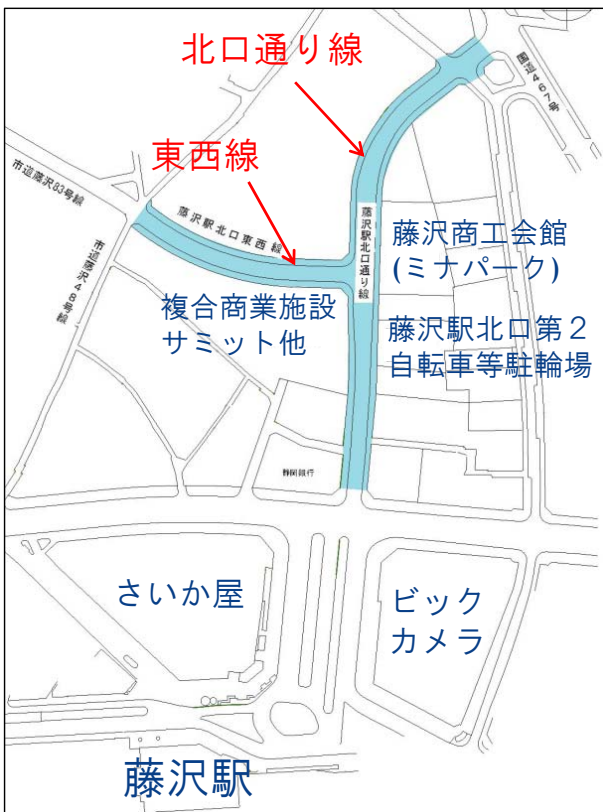 北口通り線
国道467号
東西線
市道藤沢83号線
藤沢駅北口東西線
藤沢駅北口通り線
市道藤沢48号線
藤沢商工会館
(ミナパーク)
複合商業施設
サミット他
藤沢駅北口第2
自転車等駐輪場
静岡銀行
さいか屋
ビック
カメラ
藤沢駅